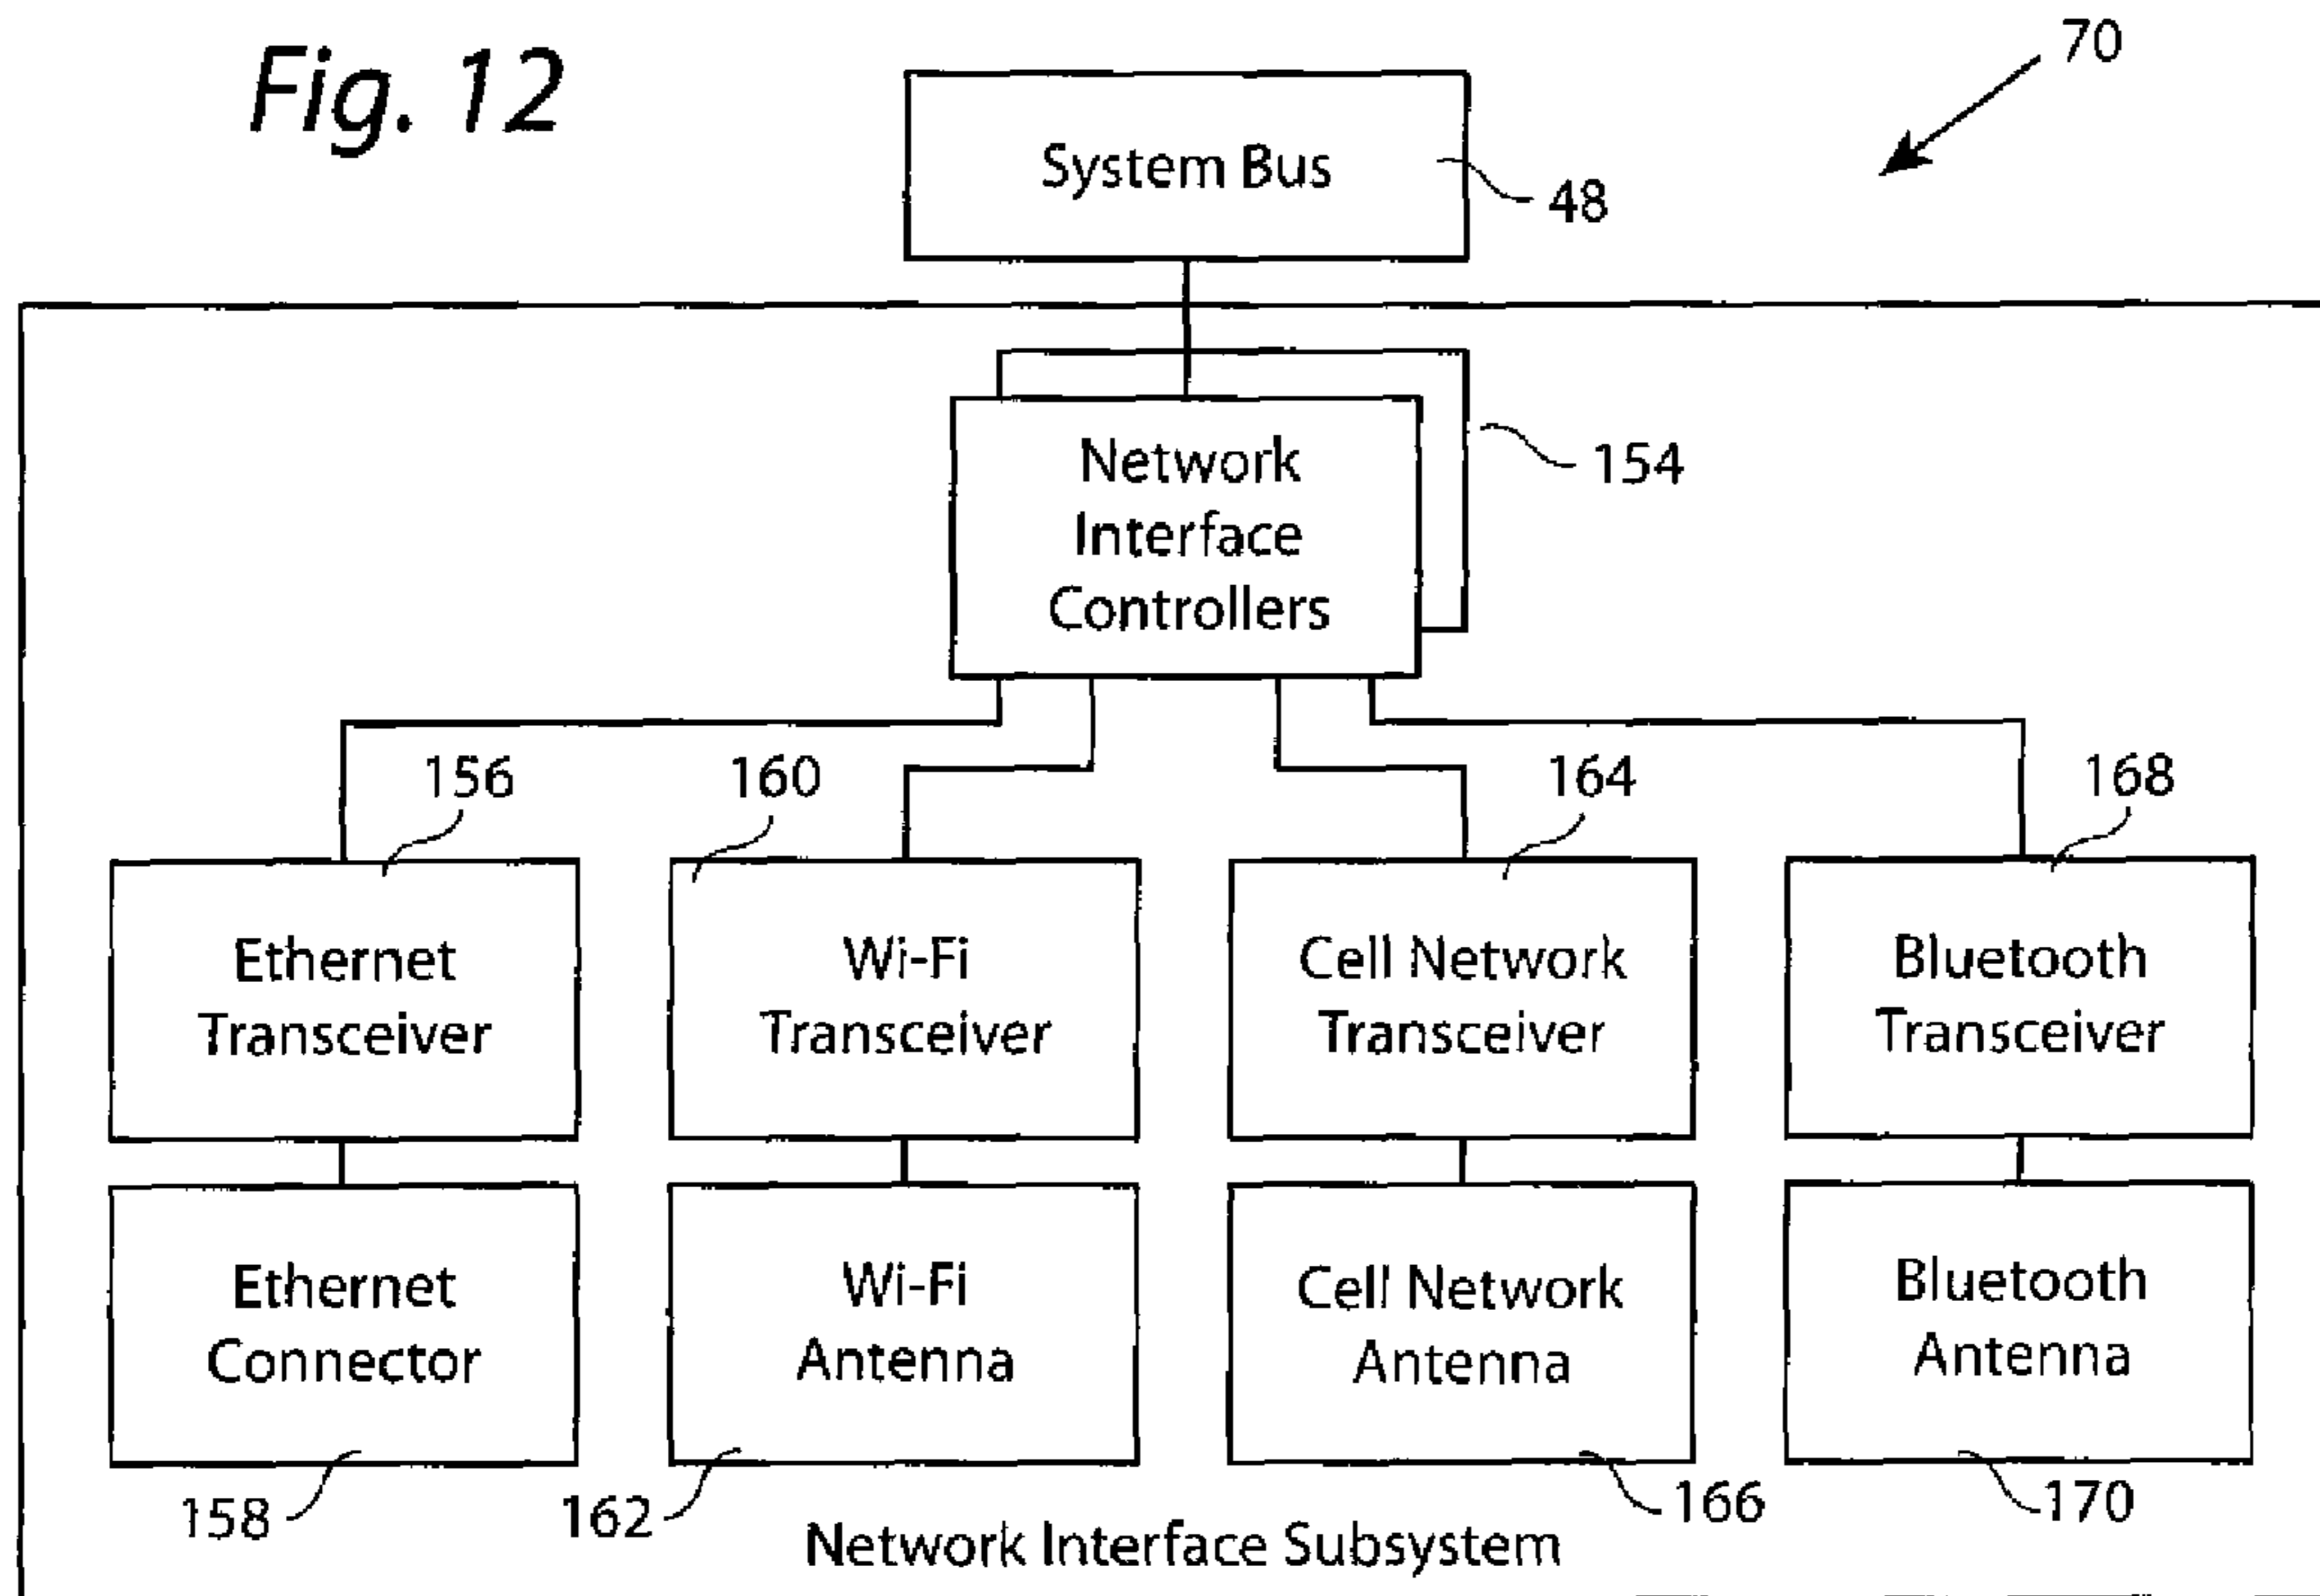 Fig. 12
70
System Bus
48
Network
Interface
Controllers
154
156
160
164
168
Ethernet
Transceiver
Wi-Fi
Transceiver
Cell Network
Transceiver
Bluetooth
Transceiver
Ethernet
Connector
Wi-Fi
Antenna
Cell Network
Antenna
Bluetooth
Antenna
158
162
166
170
Network Interface Subsystem